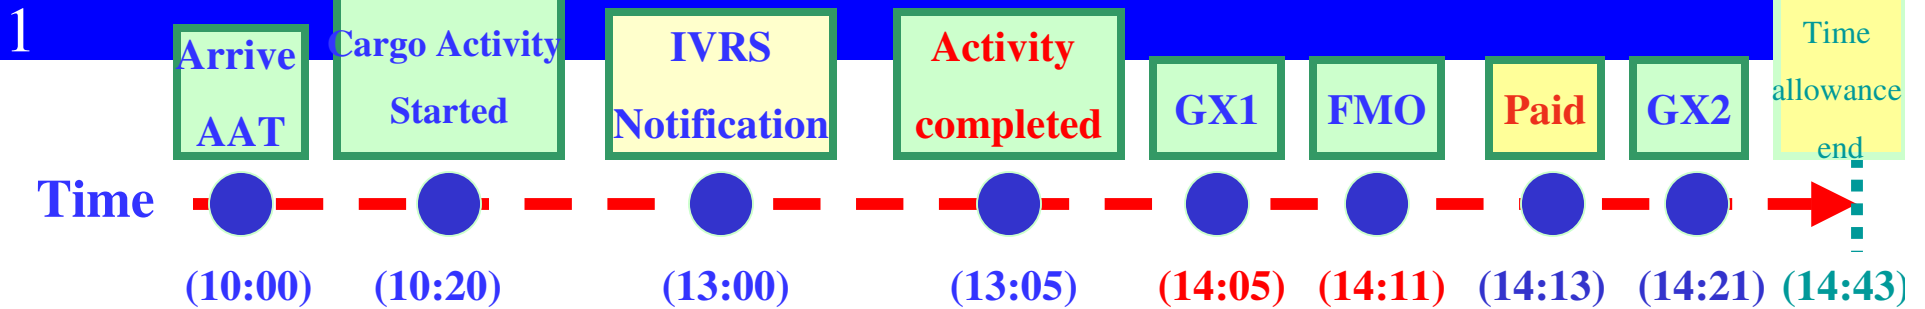 1
Arrive
AAT
Cargo Activity
Started
IVRS
Notification
Activity
completed
GX1
FMO
Paid
GX2
Time
allowance
end
Time
(10:00) (10:20) (13:00) (13:05) (14:05) (14:11) (14:13) (14:21) (14:43)